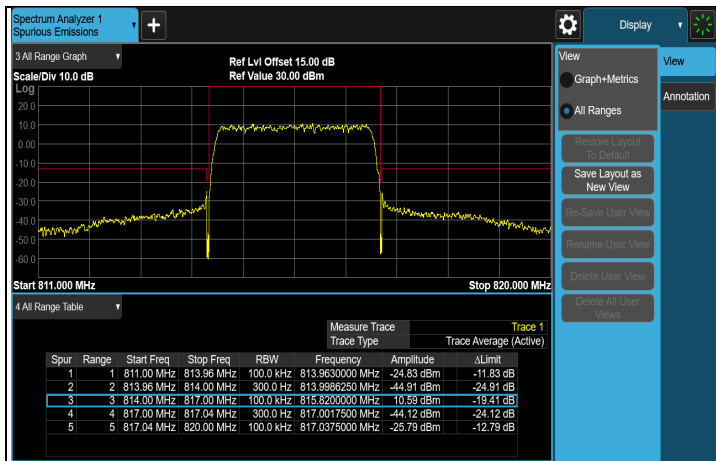 Spectrum Analyzer 1
Spurious Emissions
+
Display
3 All Range Graph
Ref Lvl Offset 15.00 dB
Scale/Div 10.0 dB
Ref Value 30.00 dBm
Log
20.0
10.0
0.00
-10.0
-20.0
-30.0
-40.0
-50.0
-60.0
Start 811.000 MHz
Stop 820.000 MHz
4 All Range Table
Measure Trace Trace 1
Trace Type Trace Average (Active)
Spur Range Start Freq Stop Freq RBW Frequency Amplitude ΔLimit
1 1 811.00 MHz 813.96 MHz 100.0 kHz 813.9630000 MHz -24.83 dBm -11.83 dB
2 2 813.96 MHz 814.00 MHz 300.0 Hz 813.9986250 MHz -44.91 dBm -24.91 dB
3 3 814.00 MHz 817.00 MHz 100.0 kHz 815.8200000 MHz 10.59 dBm -19.41 dB
4 4 817.00 MHz 817.04 MHz 300.0 Hz 817.0017500 MHz -44.12 dBm -24.12 dB
5 5 817.04 MHz 820.00 MHz 100.0 kHz 817.0375000 MHz -25.79 dBm -12.79 dB
View
Graph+Metrics
All Ranges
Restore Layout
To Default
Save Layout as
New View
Re-Save User View
Rename User View
Delete User View
Delete All User
Views
View
Annotation